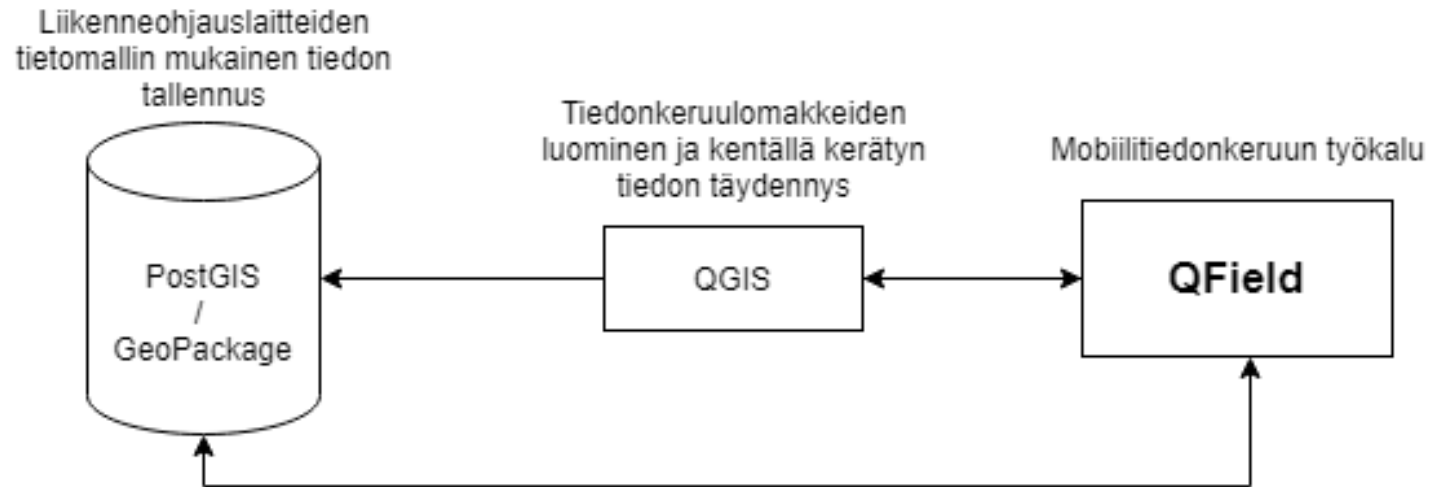 Liikenneohjauslaitteiden
tietomallin mukainen tiedon
tallennus
PostGIS
/
GeoPackage
Tiedonkeruulomakkeiden
luominen ja kentällä kerätyn
tiedon täydennys
QGIS
Mobiilitiedonkeruun työkalu
QField